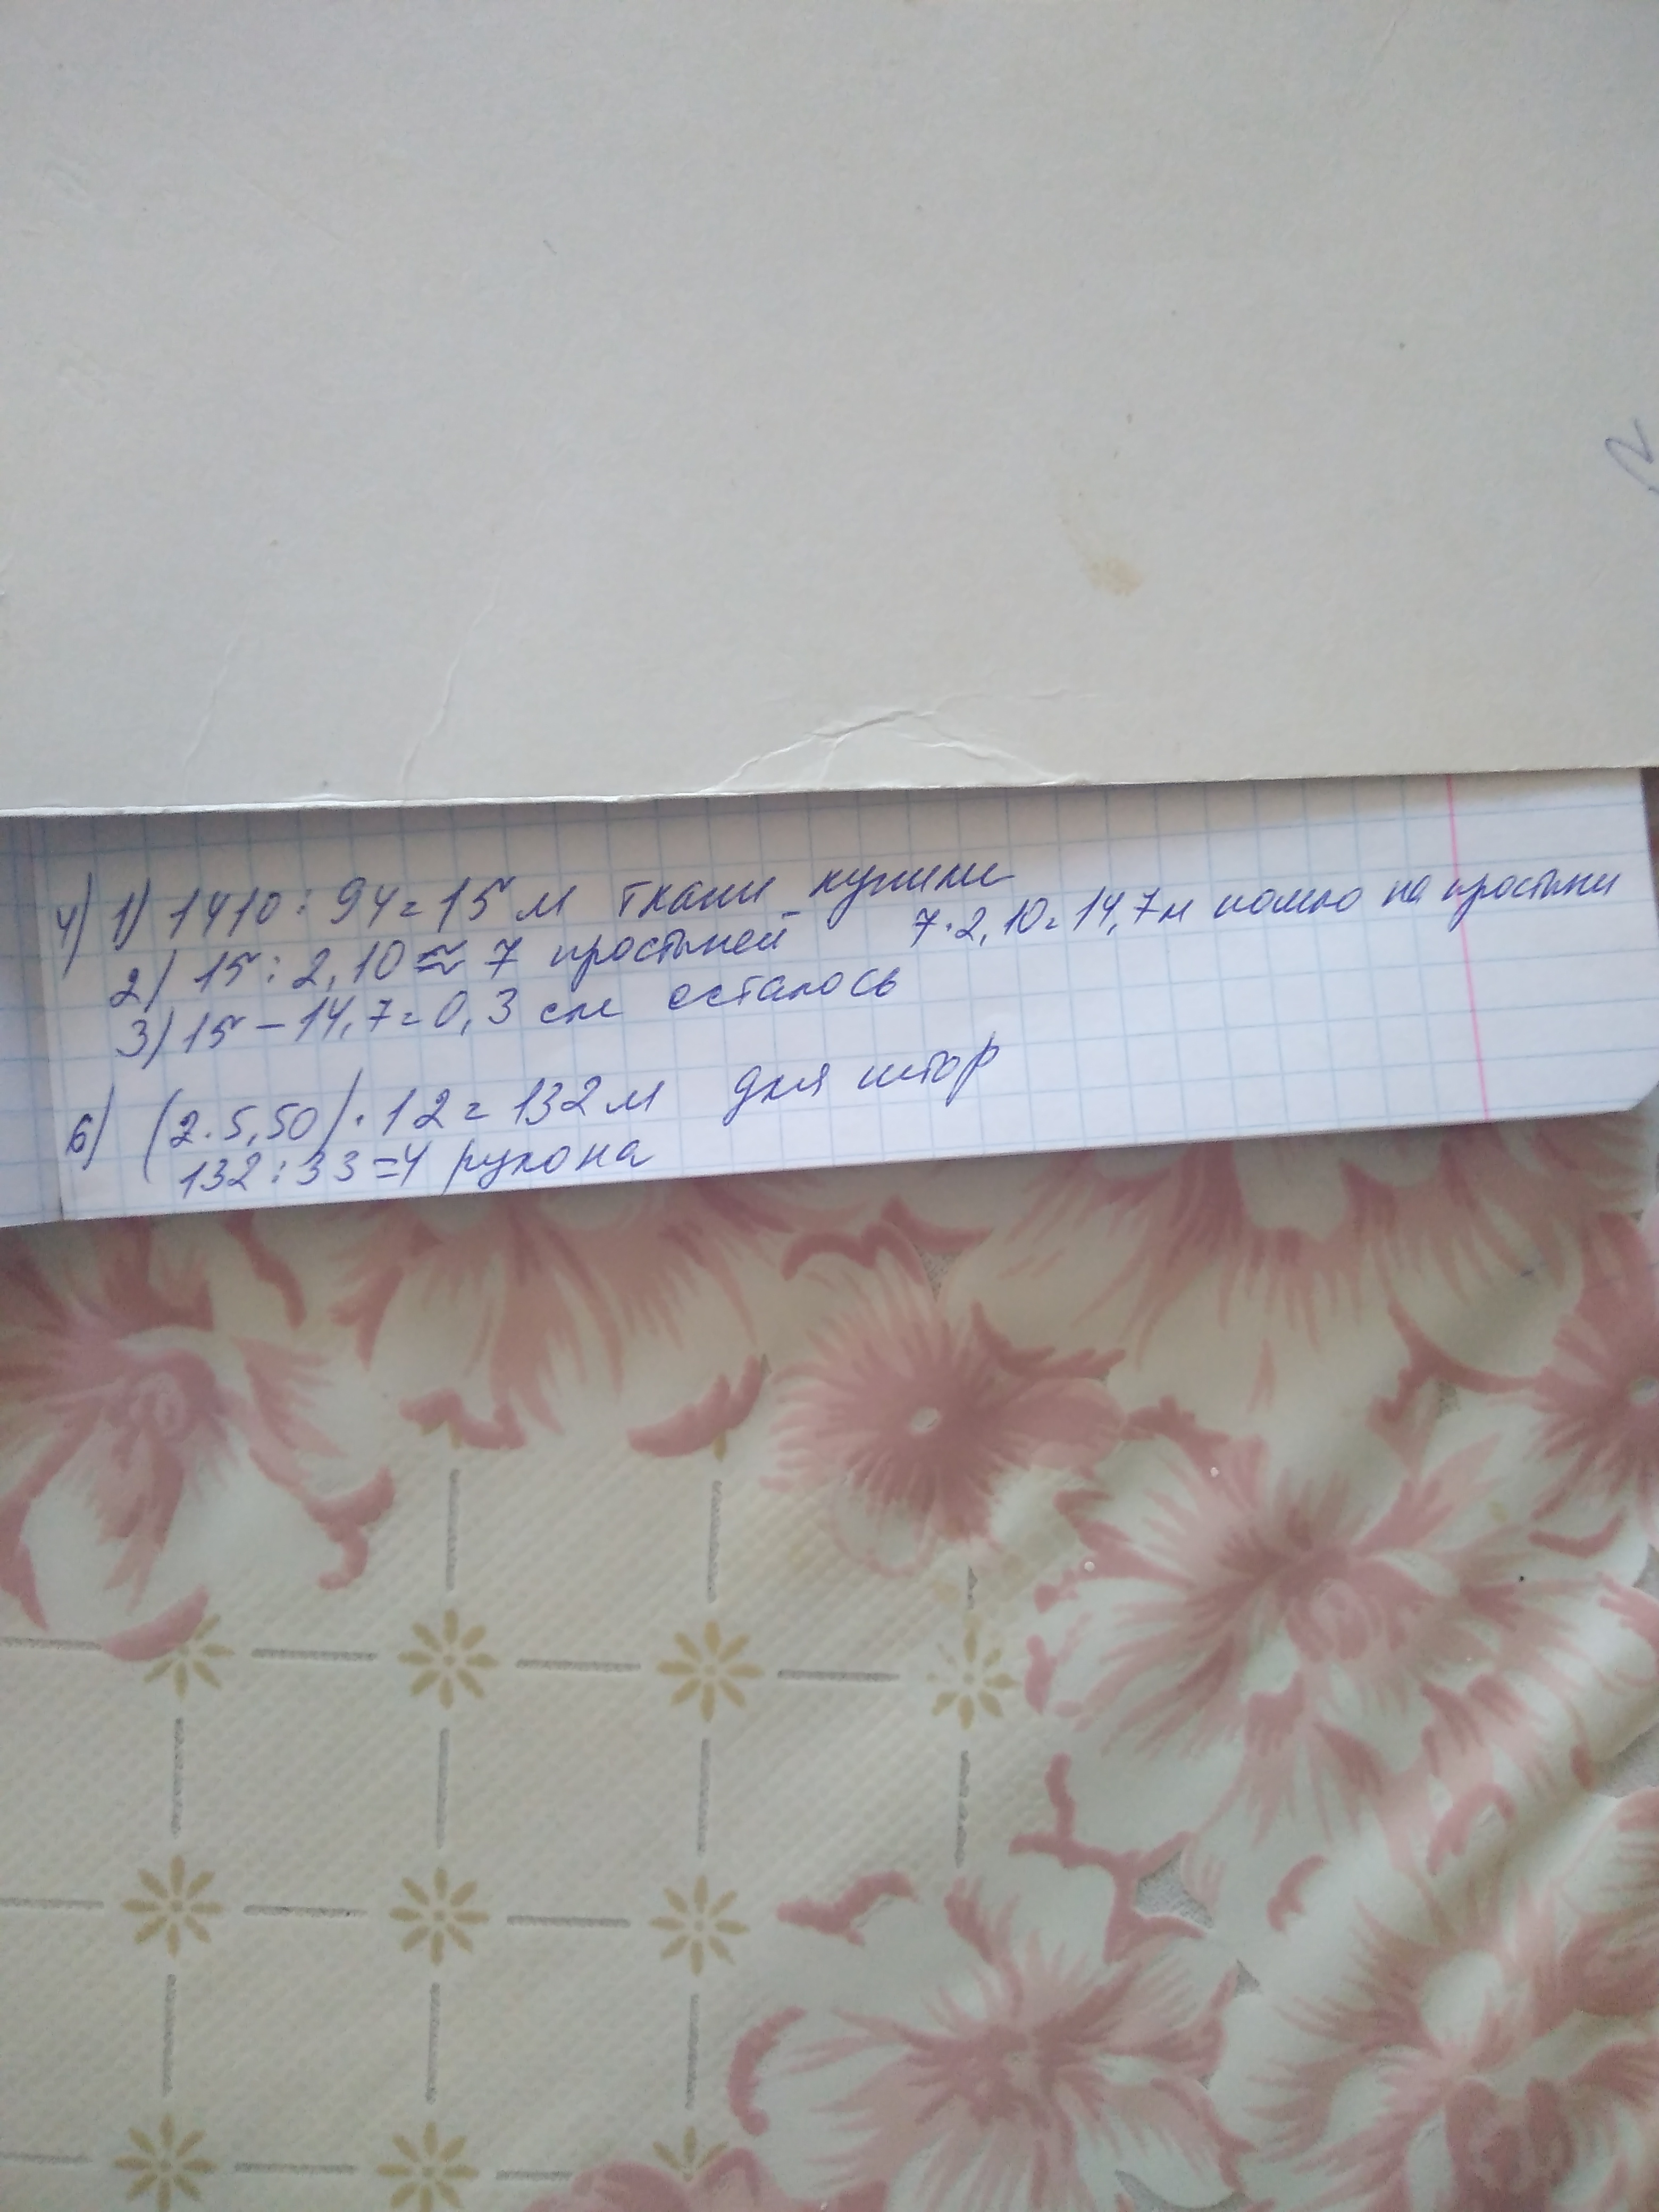 4) 1) 1410 : 94 = 15 м ткани купили
2) 15 : 2,10 ≈ 7 простыней 7·2,10 = 14,7 м пошло на простыни
3) 15 - 14,7 = 0,3 см осталось
6) (2·5,50)·12 = 132 м для штор
132 : 33 = 4 рулона